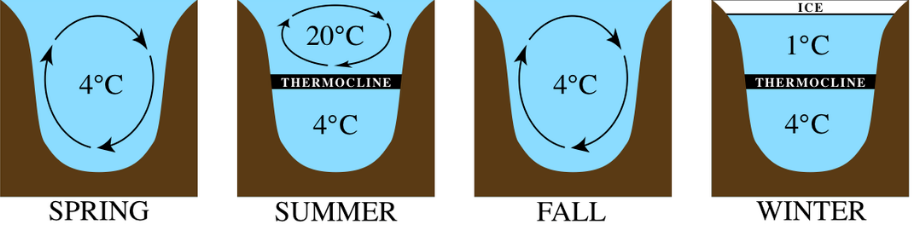 4°C
SPRING
20°C
THERMOCLINE
4°C
SUMMER
4°C
FALL
ICE
1°C
THERMOCLINE
4°C
WINTER